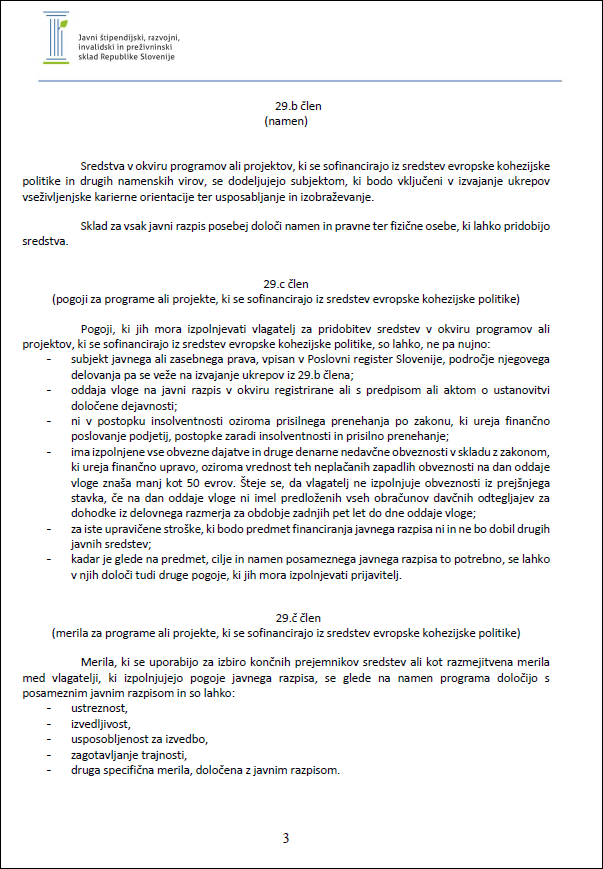 Javni štipendijski, razvojni,
invalidski in preživninski
sklad Republike Slovenije
29.b člen
(namen)
Sredstva v okviru programov ali projektov, ki se sofinancirajo iz sredstev evropske kohezijske
politike in drugih namenskih virov, se dodeljujejo subjektom, ki bodo vključeni v izvajanje ukrepov
vseživljenjske karierne orientacije ter usposabljanje in izobraževanje.
Sklad za vsak javni razpis posebej določi namen in pravne ter fizične osebe, ki lahko pridobijo
sredstva.
29.c člen
(pogoji za programe ali projekte, ki se sofinancirajo iz sredstev evropske kohezijske politike)
Pogoji, ki jih mora izpolnjevati vlagatelj za pridobitev sredstev v okviru programov ali
projektov, ki se sofinancirajo iz sredstev evropske kohezijske politike, so lahko, ne pa nujno:
- subjekt javnega ali zasebnega prava, vpisan v Poslovni register Slovenije, področje njegovega
delovanja pa se veže na izvajanje ukrepov iz 29.b člena;
- oddaja vloge na javni razpis v okviru registrirane ali s predpisom ali aktom o ustanovitvi
določene dejavnosti;
- ni v postopku insolventnosti oziroma prisilnega prenehanja po zakonu, ki ureja finančno
poslovanje podjetij, postopke zaradi insolventnosti in prisilno prenehanje;
- ima izpolnjene vse obvezne dajatve in druge denarne nedavčne obveznosti v skladu z zakonom,
ki ureja finančno upravo, oziroma vrednost teh neplačanih zapadlih obveznosti na dan oddaje
vloge znaša manj kot 50 evrov. Šteje se, da vlagatelj ne izpolnjuje obveznosti iz prejšnjega
stavka, če na dan oddaje vloge ni imel predloženih vseh obračunov davčnih odtegljajev za
dohodke iz delovnega razmerja za obdobje zadnjih pet let do dne oddaje vloge;
- za iste upravičene stroške, ki bodo predmet financiranja javnega razpisa ni in ne bo dobil drugih
javnih sredstev;
- kadar je glede na predmet, cilje in namen posameznega javnega razpisa to potrebno, se lahko
v njih določi tudi druge pogoje, ki jih mora izpolnjevati prijavitelj.
29.č člen
(merila za programe ali projekte, ki se sofinancirajo iz sredstev evropske kohezijske politike)
Merila, ki se uporabijo za izbiro končnih prejemnikov sredstev ali kot razmejitvena merila
med vlagatelji, ki izpolnjujejo pogoje javnega razpisa, se glede na namen programa določijo s
posameznim javnim razpisom in so lahko:
- ustreznost,
- izvedljivost,
- usposobljenost za izvedbo,
- zagotavljanje trajnosti,
- druga specifična merila, določena z javnim razpisom.
3